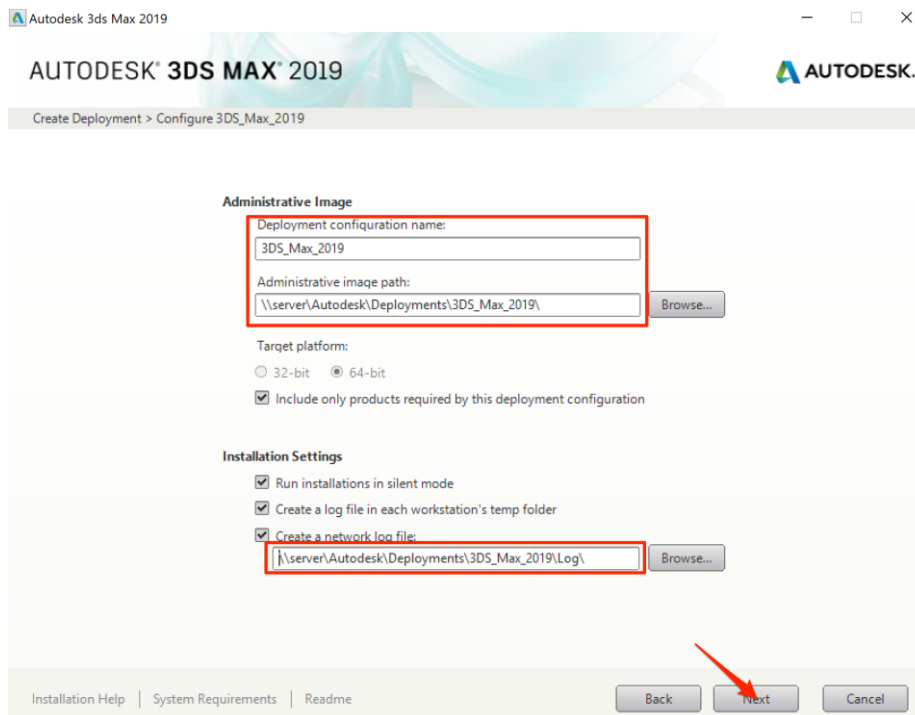 Autodesk 3ds Max 2019
AUTODESK® 3DS MAX® 2019
AUTODESK.
Create Deployment > Configure 3DS_Max_2019
Administrative Image
Deployment configuration name:
3DS_Max_2019
Administrative image path:
\\server\Autodesk\Deployments\3DS_Max_2019\
Browse...
Target platform:
32-bit 64-bit
Include only products required by this deployment configuration
Installation Settings
Run installations in silent mode
Create a log file in each workstation's temp folder
Create a network log file:
\\server\Autodesk\Deployments\3DS_Max_2019\Log\
Browse...
Installation Help | System Requirements | Readme
Back Next Cancel